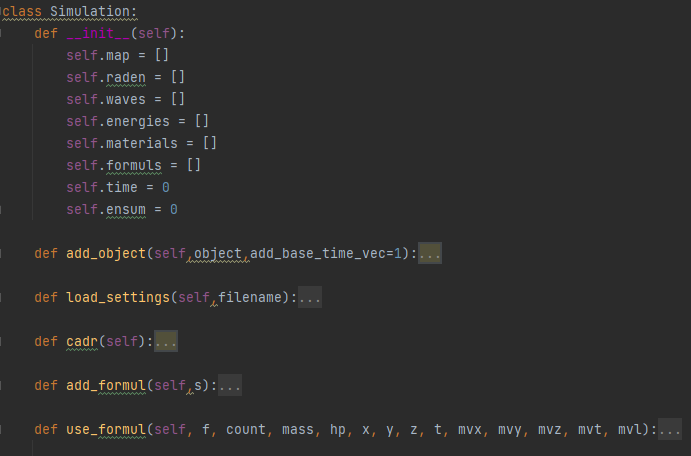 class Simulation:
    def __init__(self):
        self.map = []
        self.raden = []
        self.waves = []
        self.energies = []
        self.materials = []
        self.formuls = []
        self.time = 0
        self.ensum = 0
    def add_object(self,object,add_base_time_vec=1):...
    def load_settings(self,filename):...
    def cadr(self):...
    def add_formul(self,s):...
    def use_formul(self, f, count, mass, hp, x, y, z, t, mvx, mvy, mvz, mvt, mvl):...